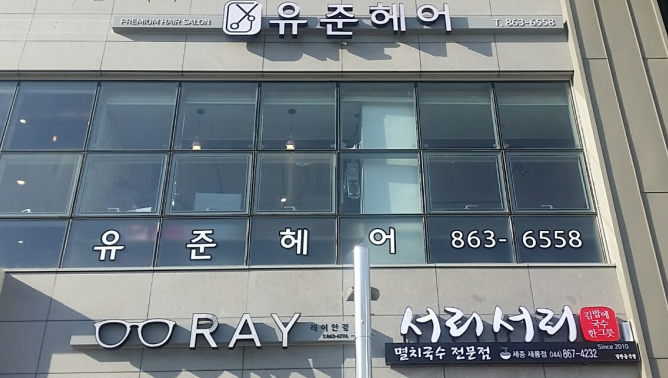 PREMIUM HAIR SALON 유준헤어 T. 863-6558
유 준 헤 어 863-6558
RAY 레이안경
서리서리 김밥에 국수 한그릇
멸치국수 전문점 세종 새롬점 (044) 867-4232 Since 2010